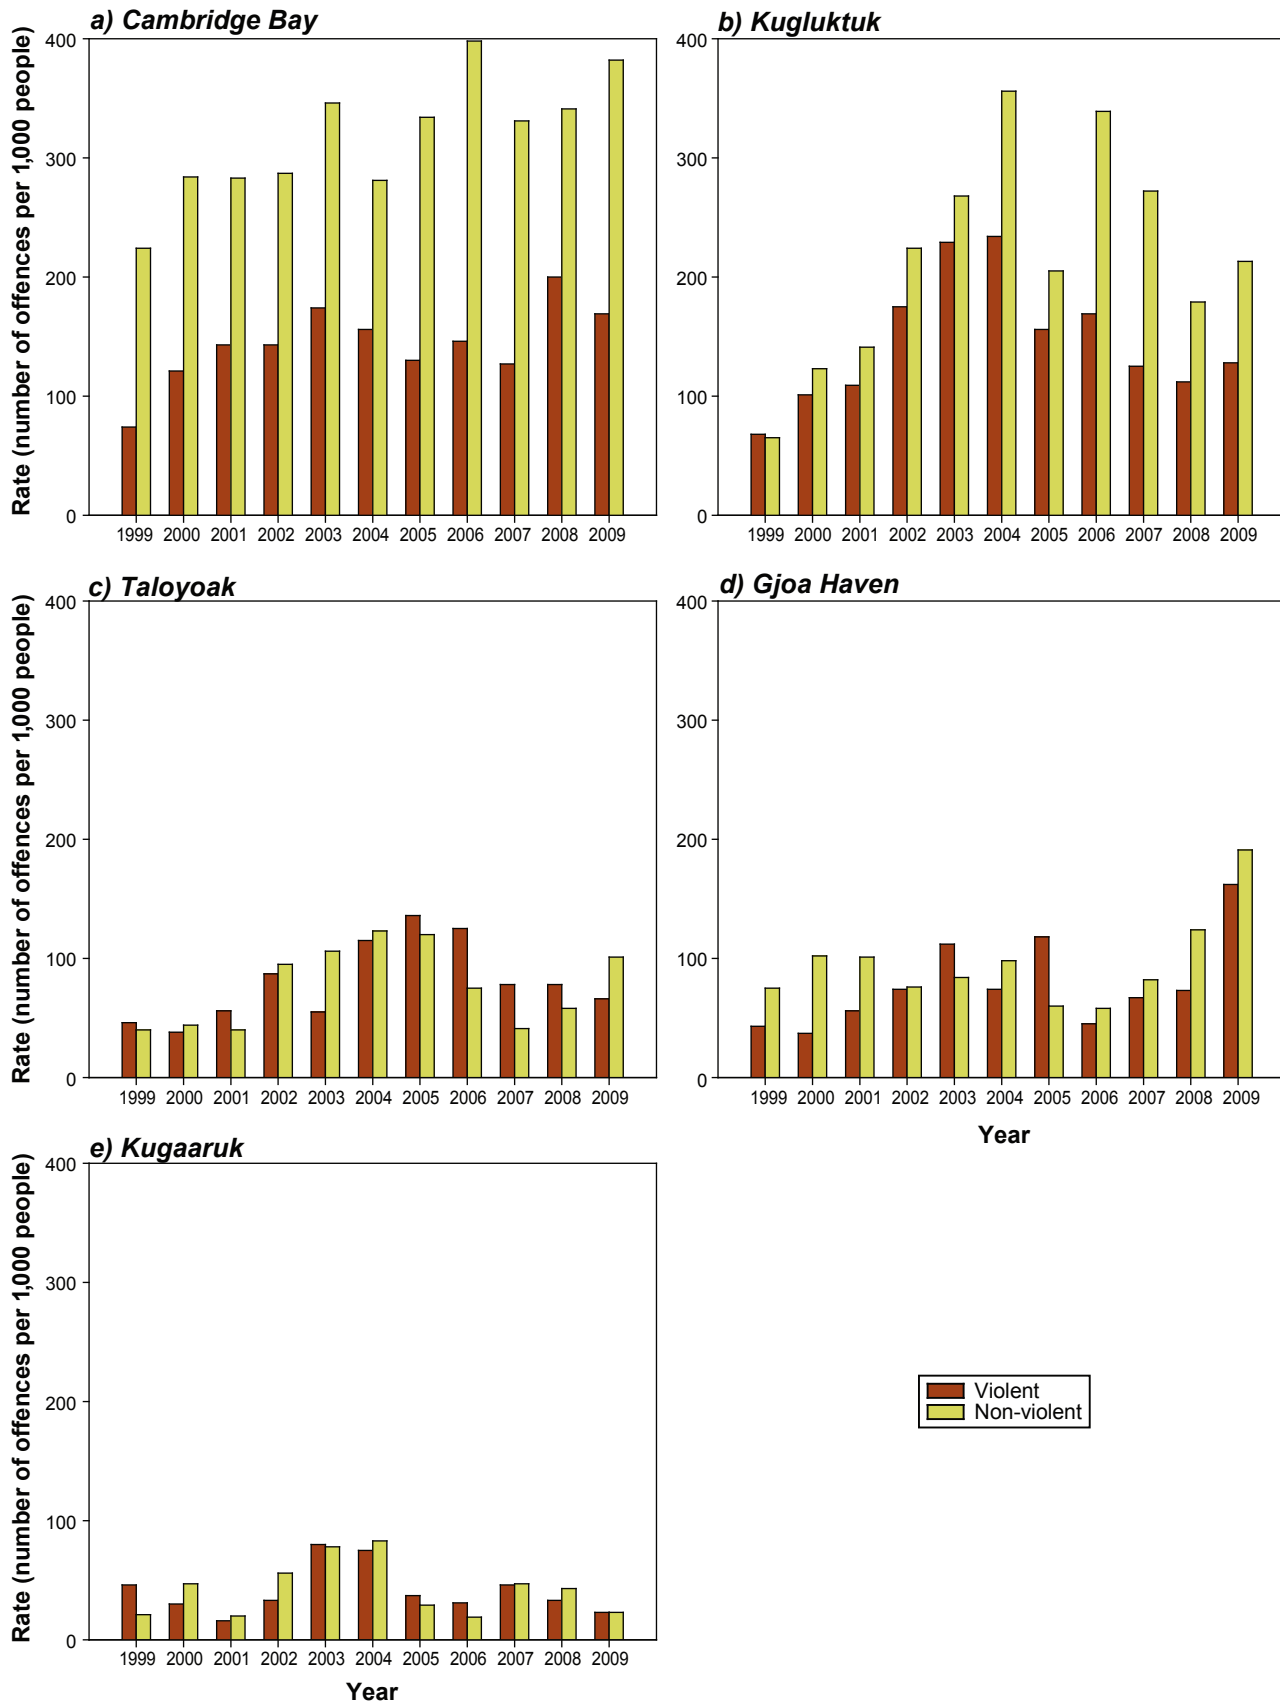 a) Cambridge Bay
Rate (number of offences per 1,000 people)
400
300
200
100
0
1999 2000 2001 2002 2003 2004 2005 2006 2007 2008 2009
b) Kugluktuk
400
300
200
100
0
1999 2000 2001 2002 2003 2004 2005 2006 2007 2008 2009
c) Taloyoak
Rate (number of offences per 1,000 people)
400
300
200
100
0
1999 2000 2001 2002 2003 2004 2005 2006 2007 2008 2009
d) Gjoa Haven
400
300
200
100
0
1999 2000 2001 2002 2003 2004 2005 2006 2007 2008 2009
Year
e) Kugaaruk
Rate (number of offences per 1,000 people)
400
300
200
100
0
1999 2000 2001 2002 2003 2004 2005 2006 2007 2008 2009
Year
Violent
Non-violent